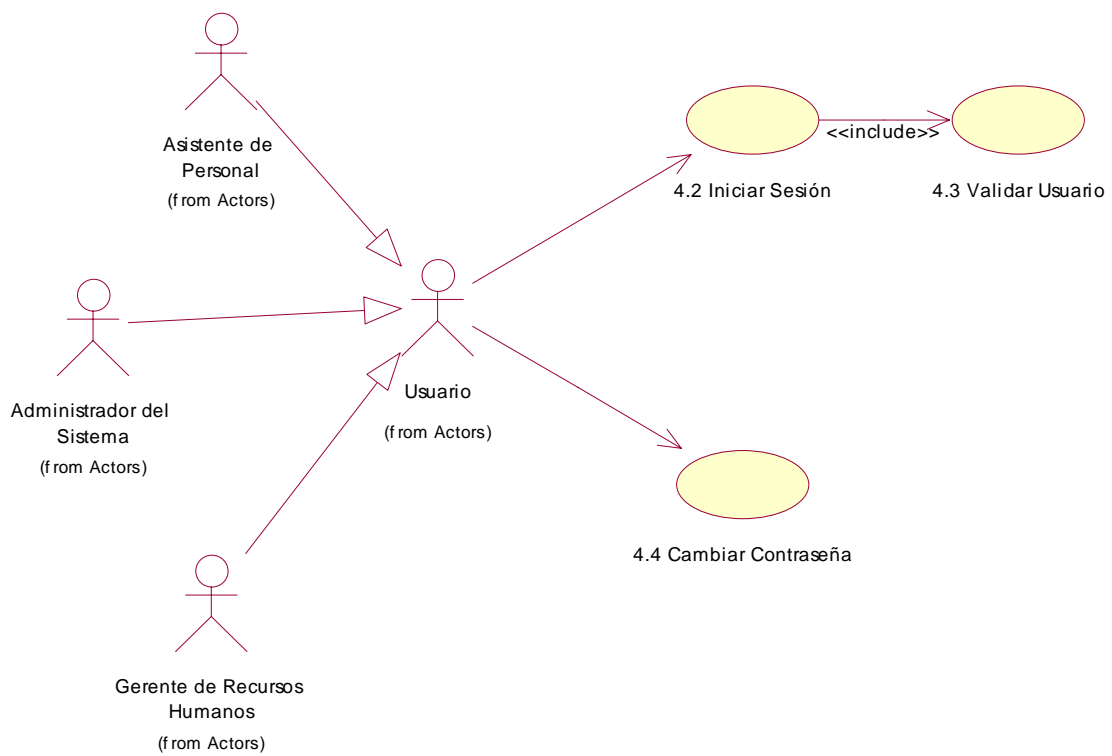 Asistente de
Personal
(from Actors)
<<include>>
4.2 Iniciar Sesión
4.3 Validar Usuario
Administrador del
Sistema
(from Actors)
Usuario
(from Actors)
4.4 Cambiar Contraseña
Gerente de Recursos
Humanos
(from Actors)